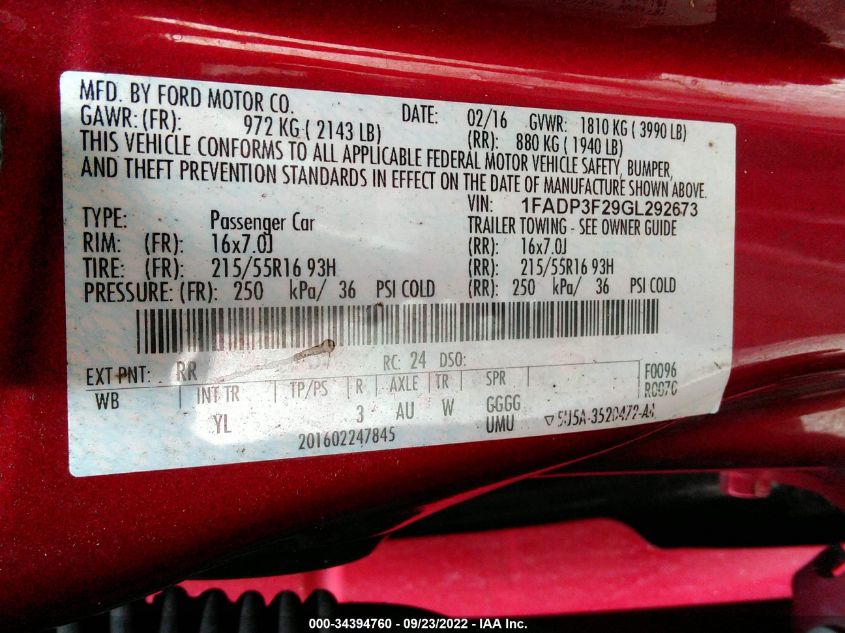 MFD. BY FORD MOTOR CO. DATE: 02/16 GVWR: 1810 KG ( 3990 LB)
GAWR: (FR): 972 KG ( 2143 LB) (RR): 880 KG ( 1940 LB)
THIS VEHICLE CONFORMS TO ALL APPLICABLE FEDERAL MOTOR VEHICLE SAFETY, BUMPER,
AND THEFT PREVENTION STANDARDS IN EFFECT ON THE DATE OF MANUFACTURE SHOWN ABOVE.
VIN: 1FADP3F29GL292673
TYPE: Passenger Car TRAILER TOWING - SEE OWNER GUIDE
RIM: (FR): 16x7.0J (RR): 16x7.0J
TIRE: (FR): 215/55R16 93H (RR): 215/55R16 93H
PRESSURE: (FR): 250 kPa/ 36 PSI COLD (RR): 250 kPa/ 36 PSI COLD
EXT PNT: RR RC: 24 DSO: F0096
WB INT TR TP/PS R AXLE TR SPR
YL 3 AU W GGGG
UMU
201602247845
000-34394760 - 09/23/2022 - IAA Inc.